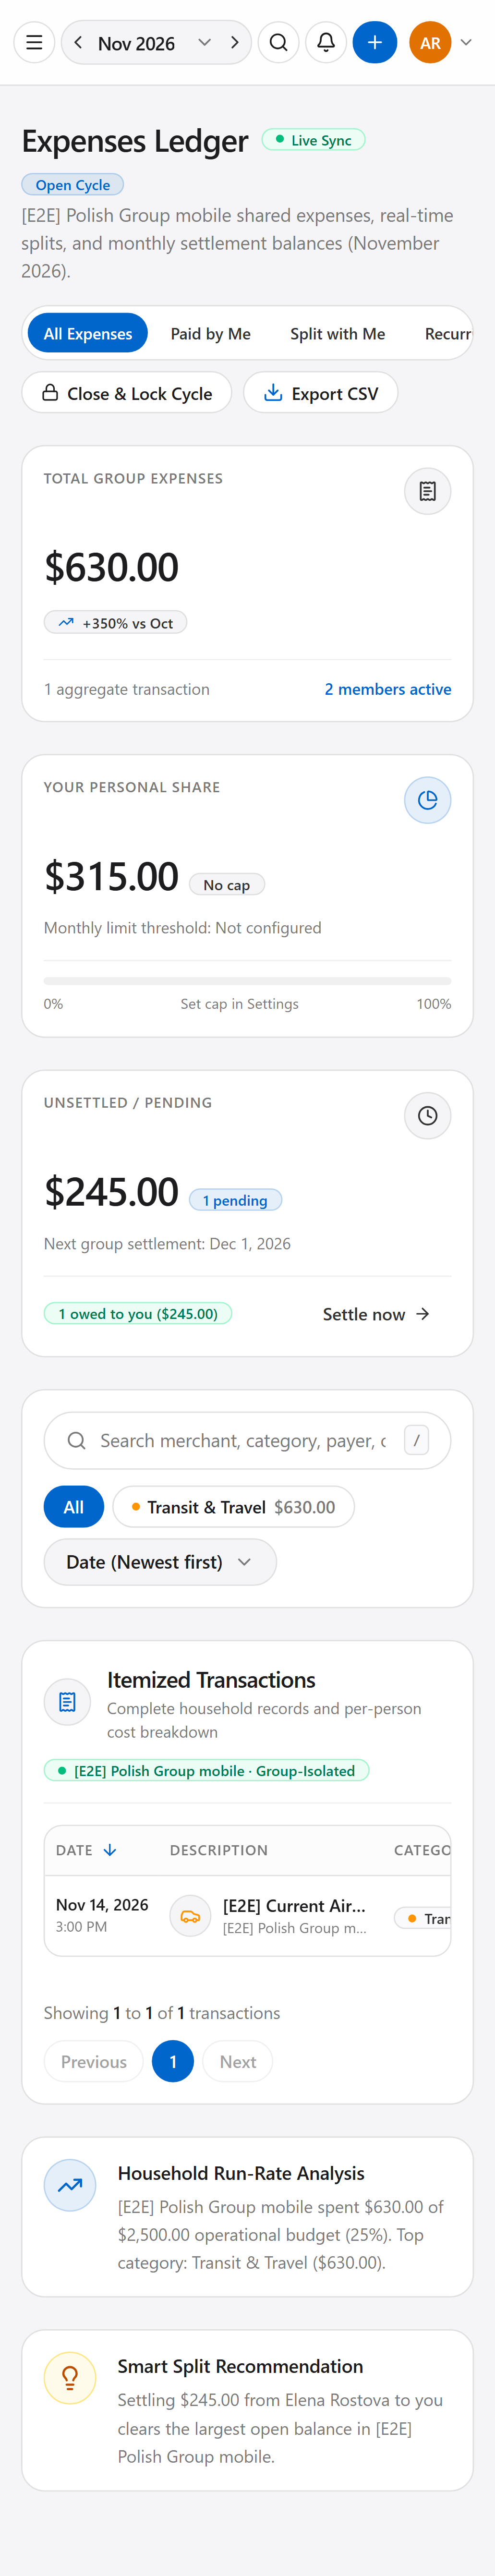 Nov 2026
AR
Expenses Ledger
Live Sync
Open Cycle
[E2E] Polish Group mobile shared expenses, real-time
splits, and monthly settlement balances (November
2026).
All Expenses
Paid by Me
Split with Me
Recurr
Close & Lock Cycle
Export CSV
TOTAL GROUP EXPENSES
$630.00
+350% vs Oct
1 aggregate transaction
2 members active
YOUR PERSONAL SHARE
$315.00
No cap
Monthly limit threshold: Not configured
0%
Set cap in Settings
100%
UNSETTLED / PENDING
$245.00
1 pending
Next group settlement: Dec 1, 2026
1 owed to you ($245.00)
Settle now
Search merchant, category, payer, c
/
All
Transit & Travel $630.00
Date (Newest first)
Itemized Transactions
Complete household records and per-person
cost breakdown
[E2E] Polish Group mobile · Group-Isolated
DATE
DESCRIPTION
CATEGO
Nov 14, 2026
3:00 PM
[E2E] Current Air...
[E2E] Polish Group m...
Tran
Showing 1 to 1 of 1 transactions
Previous
1
Next
Household Run-Rate Analysis
[E2E] Polish Group mobile spent $630.00 of
$2,500.00 operational budget (25%). Top
category: Transit & Travel ($630.00).
Smart Split Recommendation
Settling $245.00 from Elena Rostova to you
clears the largest open balance in [E2E]
Polish Group mobile.